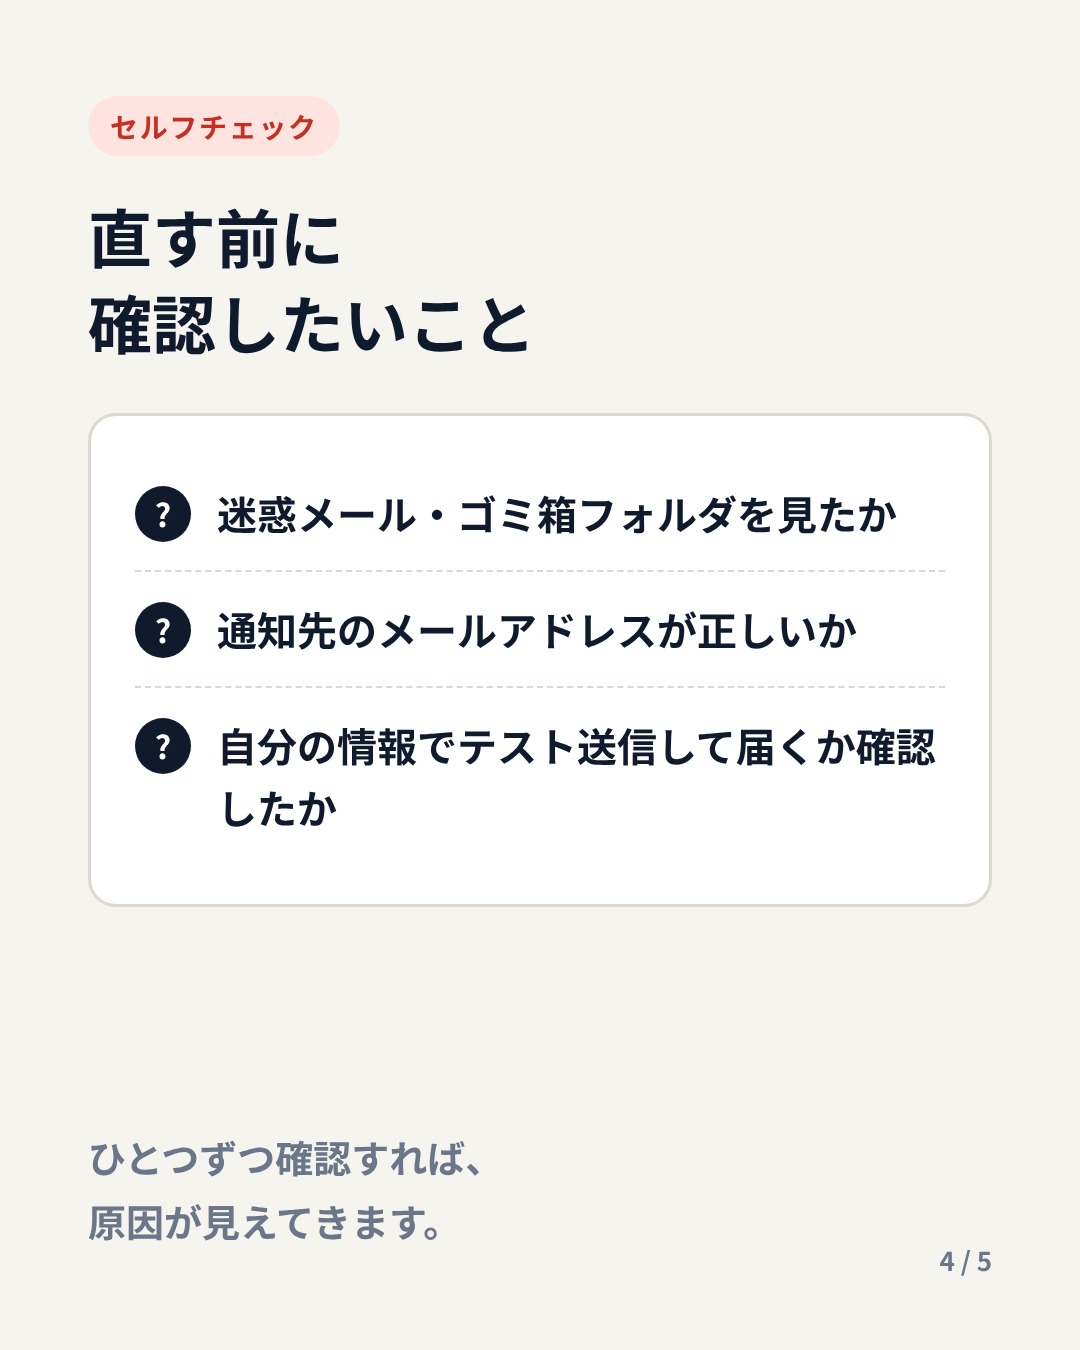 セルフチェック
直す前に
確認したいこと
? 迷惑メール・ゴミ箱フォルダを見たか
? 通知先のメールアドレスが正しいか
? 自分の情報でテスト送信して届くか確認
したか
ひとつずつ確認すれば、
原因が見えてきます。
4 / 5